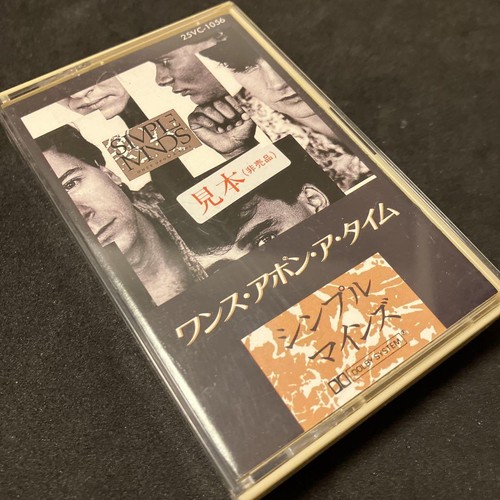 25VC-1056
SIMPLE
MINDS
見本(非売品)
ワンス・アポン・ア・タイム
シンプル
マインズ
DOLBY SYSTEM